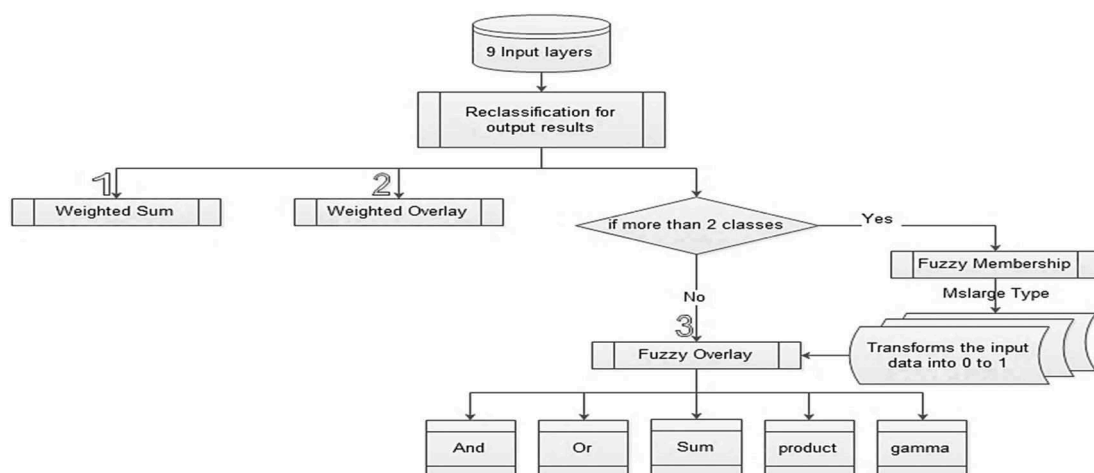 9 Input layers
Reclassification for
output results
1
2
Weighted Sum
Weighted Overlay
if more than 2 classes
Yes
Fuzzy Membership
Mslarge Type
No
3
Fuzzy Overlay
Transforms the input
data into 0 to 1
And
Or
Sum
product
gamma